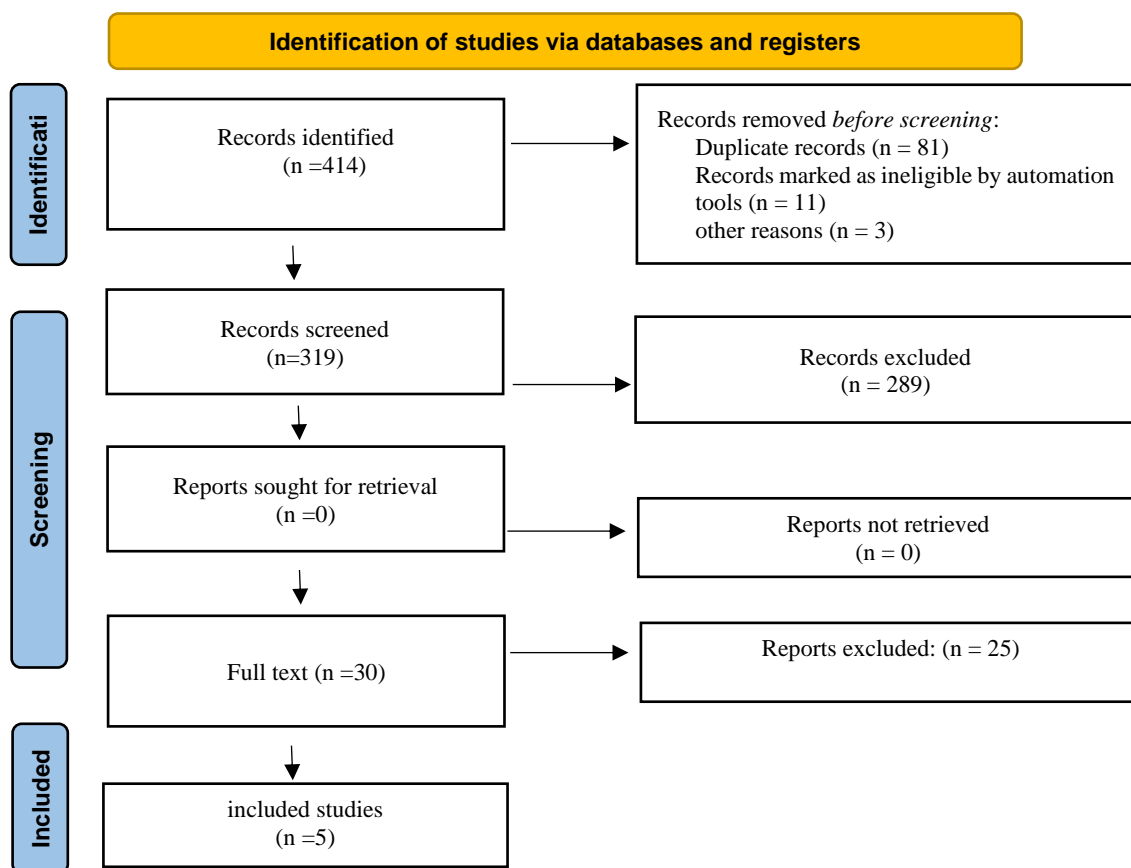 Identification of studies via databases and registers
Identificati
Records identified
(n =414)
Records removed before screening:
Duplicate records (n = 81)
Records marked as ineligible by automation
tools (n = 11)
other reasons (n = 3)
Screening
Records screened
(n=319)
Records excluded
(n = 289)
Reports sought for retrieval
(n =0)
Reports not retrieved
(n = 0)
Full text (n =30)
Reports excluded: (n = 25)
Included
included studies
(n =5)